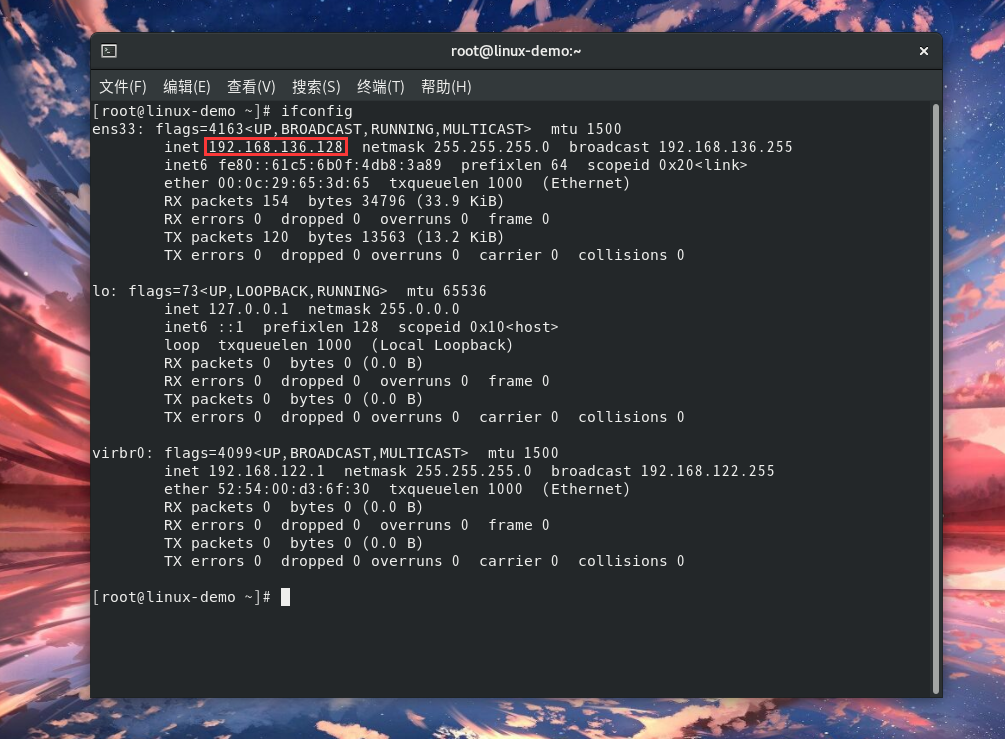 root@linux-demo:~
文件(F) 编辑(E) 查看(V) 搜索(S) 终端(T) 帮助(H)
[root@linux-demo ~]# ifconfig
ens33: flags=4163<UP,BROADCAST,RUNNING,MULTICAST>  mtu 1500
        inet 192.168.136.128  netmask 255.255.255.0  broadcast 192.168.136.255
        inet6 fe80::61c5:6b0f:4db8:3a89  prefixlen 64  scopeid 0x20<link>
        ether 00:0c:29:65:3d:65  txqueuelen 1000  (Ethernet)
        RX packets 154  bytes 34796 (33.9 KiB)
        RX errors 0  dropped 0  overruns 0  frame 0
        TX packets 120  bytes 13563 (13.2 KiB)
        TX errors 0  dropped 0 overruns 0  carrier 0  collisions 0

lo: flags=73<UP,LOOPBACK,RUNNING>  mtu 65536
        inet 127.0.0.1  netmask 255.0.0.0
        inet6 ::1  prefixlen 128  scopeid 0x10<host>
        loop  txqueuelen 1000  (Local Loopback)
        RX packets 0  bytes 0 (0.0 B)
        RX errors 0  dropped 0  overruns 0  frame 0
        TX packets 0  bytes 0 (0.0 B)
        TX errors 0  dropped 0 overruns 0  carrier 0  collisions 0

virbr0: flags=4099<UP,BROADCAST,MULTICAST>  mtu 1500
        inet 192.168.122.1  netmask 255.255.255.0  broadcast 192.168.122.255
        ether 52:54:00:d3:6f:30  txqueuelen 1000  (Ethernet)
        RX packets 0  bytes 0 (0.0 B)
        RX errors 0  dropped 0  overruns 0  frame 0
        TX packets 0  bytes 0 (0.0 B)
        TX errors 0  dropped 0 overruns 0  carrier 0  collisions 0

[root@linux-demo ~]#